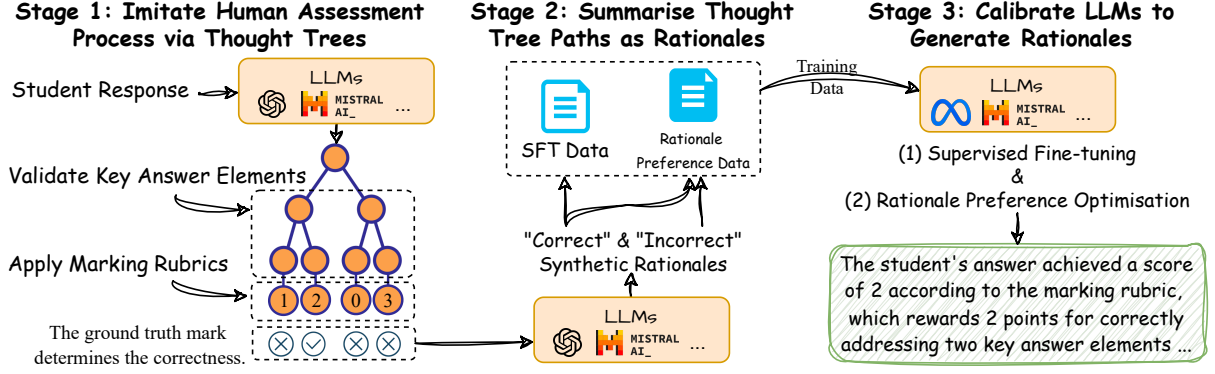 Stage 1: Imitate Human Assessment
Process via Thought Trees
Student Response
LLMs
MISTRAL
AI_
...
Validate Key Answer Elements
Apply Marking Rubrics
1 2 0 3
The ground truth mark
determines the correctness.
Stage 2: Summarise Thought
Tree Paths as Rationales
SFT Data
Rationale
Preference Data
"Correct" & "Incorrect"
Synthetic Rationales
LLMs
MISTRAL
AI_
...
Training
Data
Stage 3: Calibrate LLMs to
Generate Rationales
LLMs
MISTRAL
AI_
...
(1) Supervised Fine-tuning
&
(2) Rationale Preference Optimisation
The student's answer achieved a score
of 2 according to the marking rubric,
which rewards 2 points for correctly
addressing two key answer elements ...